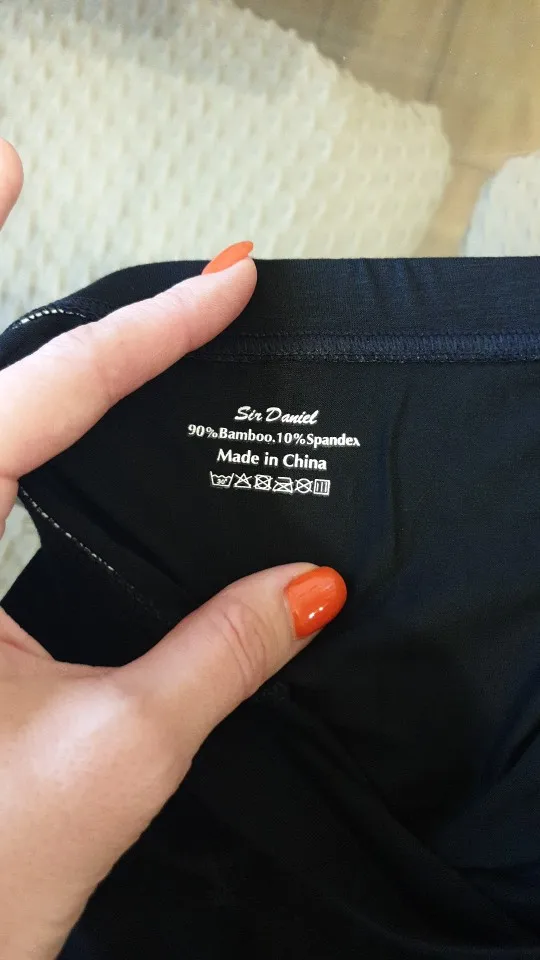 Sir Daniel
90%Bamboo.10%Spandex
Made in China